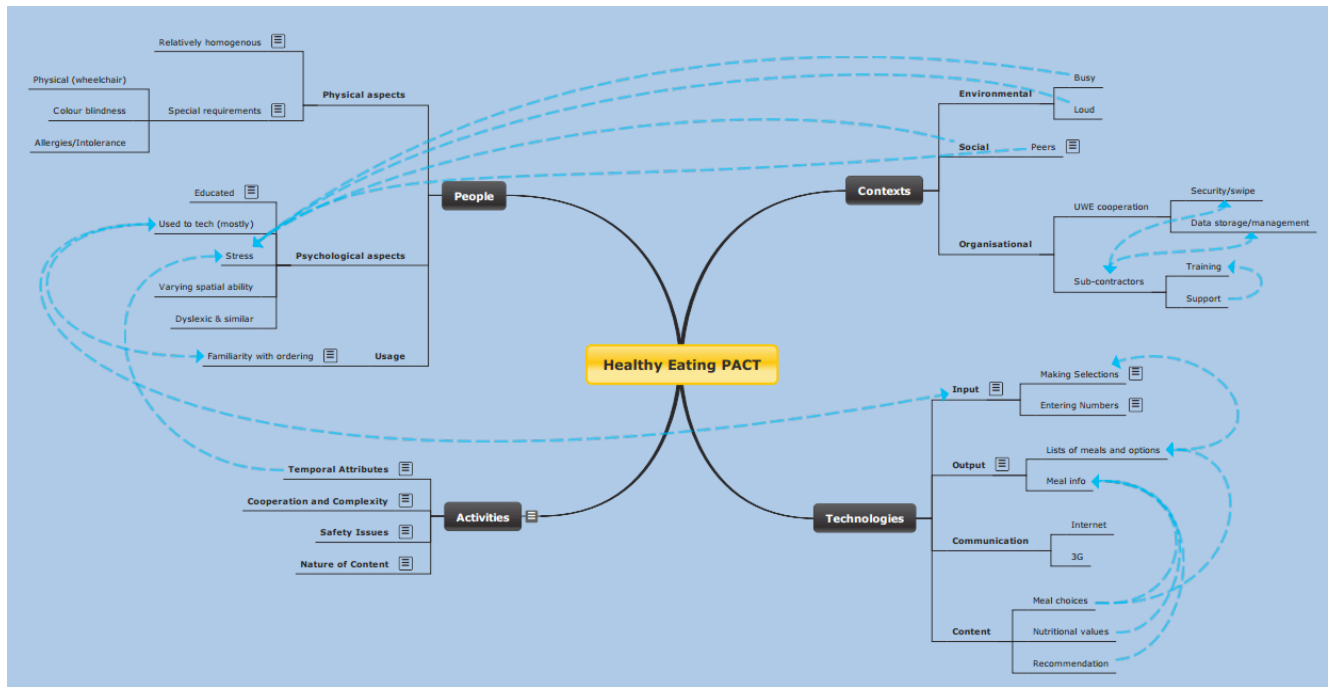 Relatively homogenous
Physical (wheelchair)
Colour blindness
Special requirements
Allergies/Intolerance
Physical aspects
Educated
Used to tech (mostly)
Stress
Varying spatial ability
Dyslexic & similar
Psychological aspects
Familiarity with ordering
Usage
People
Temporal Attributes
Cooperation and Complexity
Safety Issues
Nature of Content
Activities
Healthy Eating PACT
Contexts
Environmental
Busy
Loud
Social
Peers
Organisational
UWE cooperation
Security/swipe
Data storage/management
Sub-contractors
Training
Support
Technologies
Input
Making Selections
Entering Numbers
Output
Lists of meals and options
Meal info
Communication
Internet
3G
Content
Meal choices
Nutritional values
Recommendation